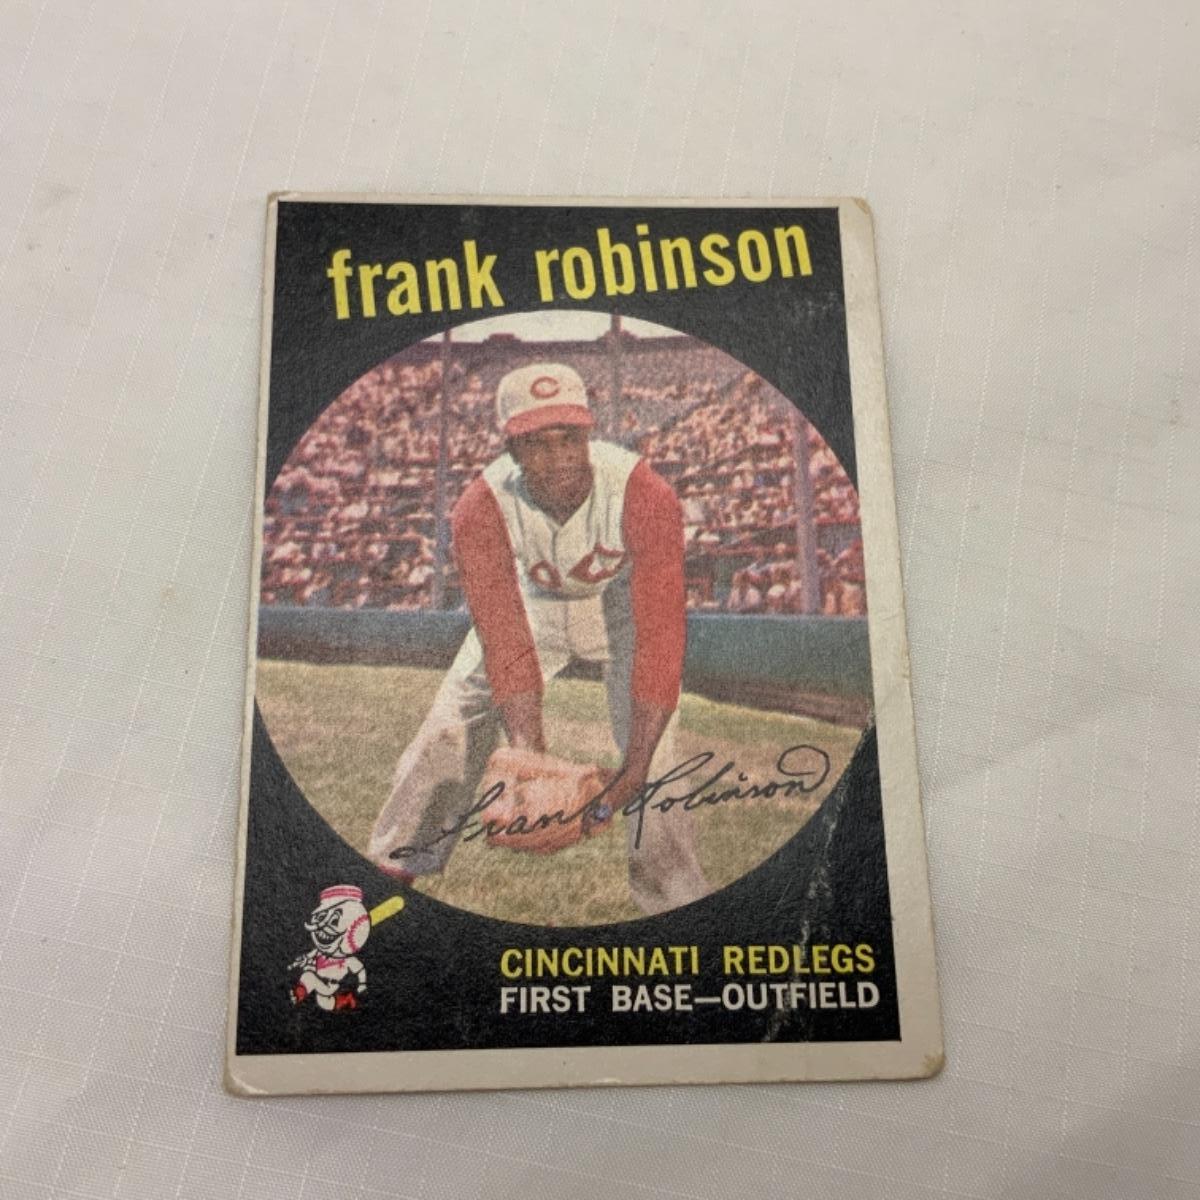 frank robinson
C
Frank Robinson
CINCINNATI REDLEGS
FIRST BASE—OUTFIELD